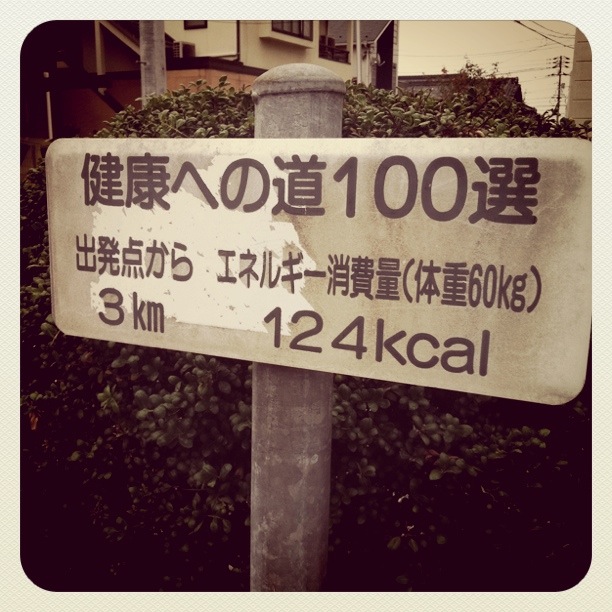 健康への道100選
出発点から エネルギー消費量(体重60kg)
3km 124kcal